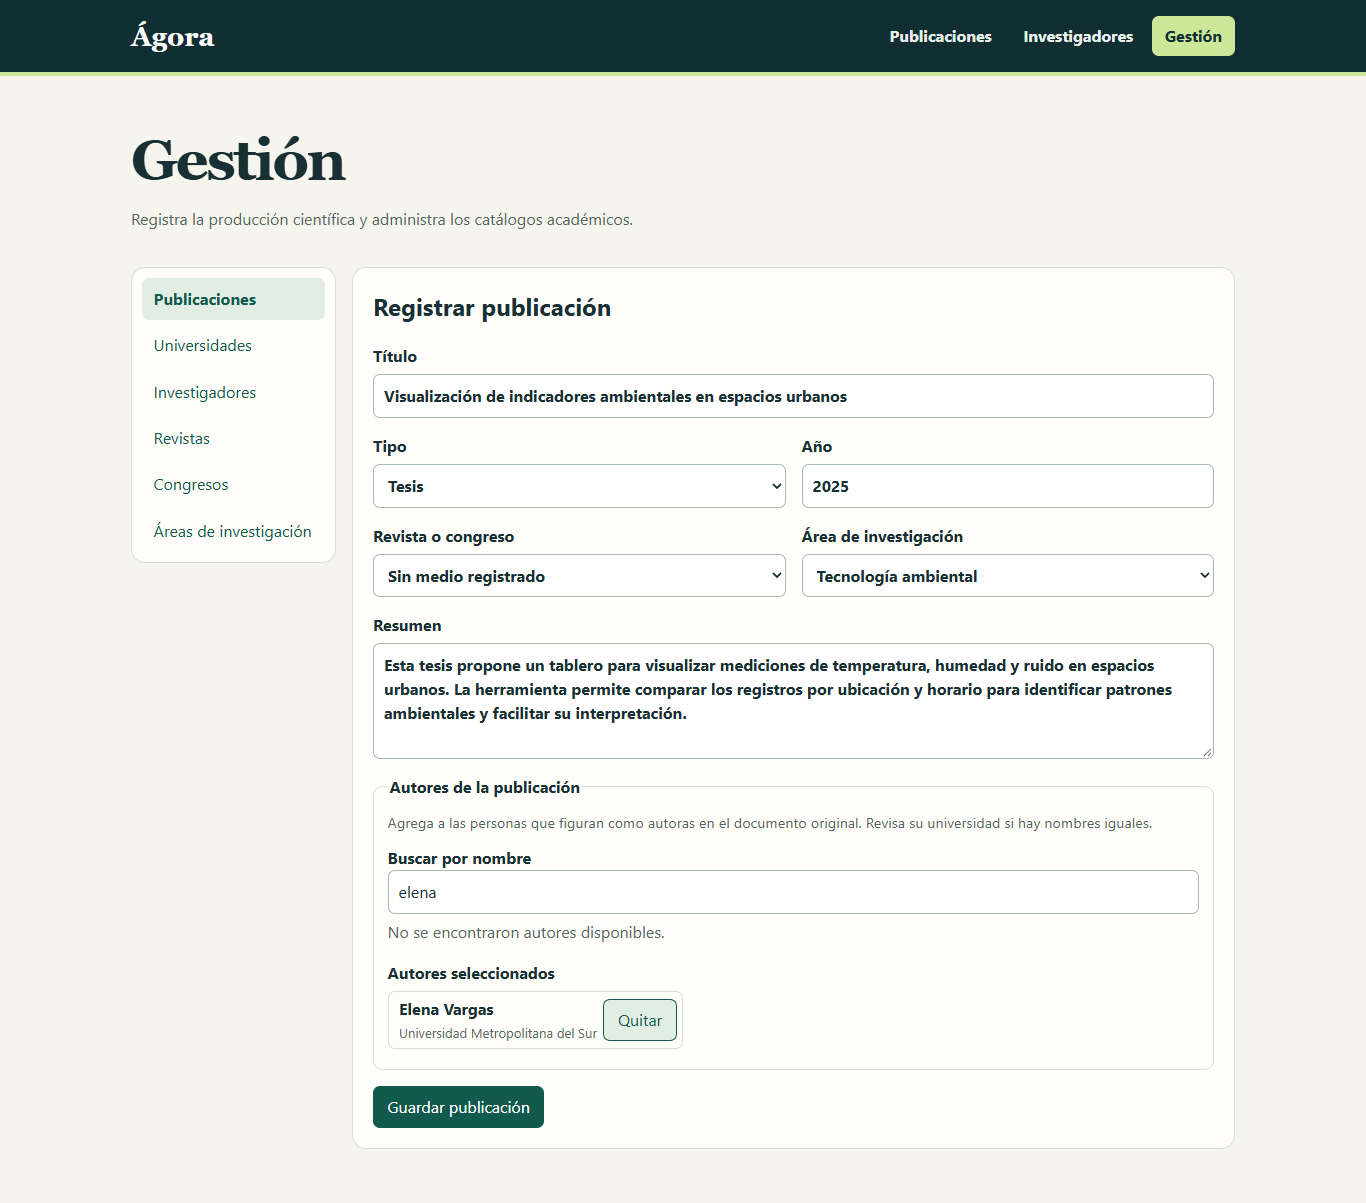 Ágora
Publicaciones
Investigadores
Gestión
Gestión
Registra la producción científica y administra los catálogos académicos.
Publicaciones
Universidades
Investigadores
Revistas
Congresos
Áreas de investigación
Registrar publicación
Título
Visualización de indicadores ambientales en espacios urbanos
Tipo
Año
Tesis
2025
Revista o congreso
Área de investigación
Sin medio registrado
Tecnología ambiental
Resumen
Esta tesis propone un tablero para visualizar mediciones de temperatura, humedad y ruido en espacios
urbanos. La herramienta permite comparar los registros por ubicación y horario para identificar patrones
ambientales y facilitar su interpretación.
Autores de la publicación
Agrega a las personas que figuran como autoras en el documento original. Revisa su universidad si hay nombres iguales.
Buscar por nombre
elena
No se encontraron autores disponibles.
Autores seleccionados
Elena Vargas
Universidad Metropolitana del Sur
Quitar
Guardar publicación